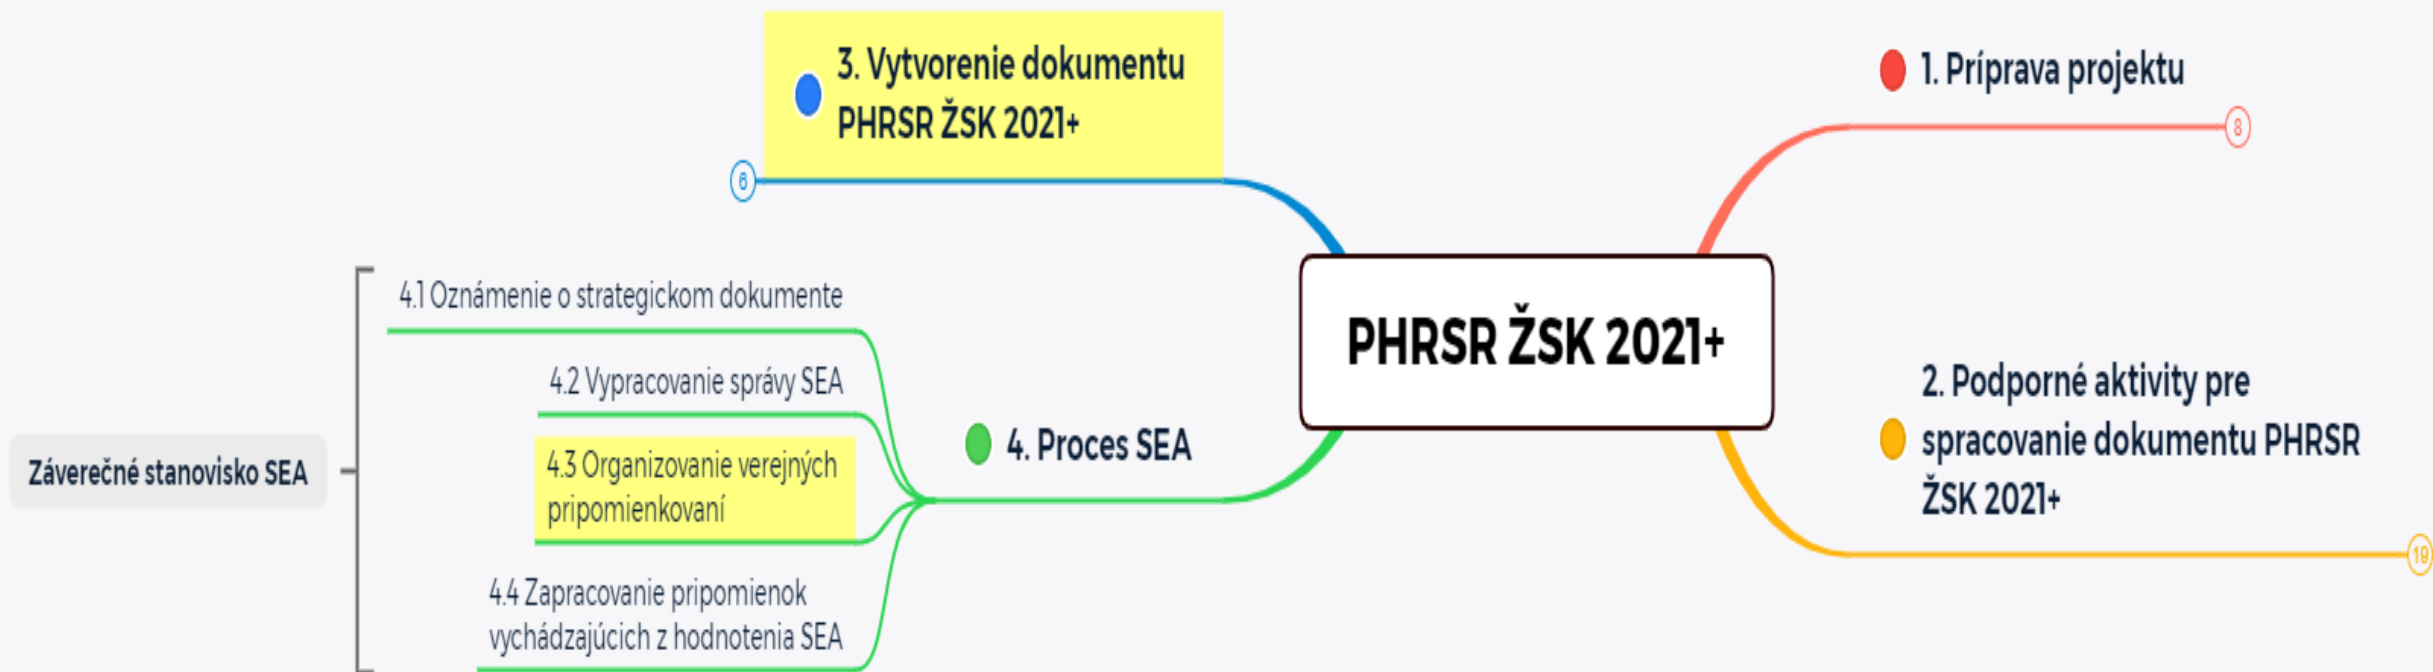 3. Vytvorenie dokumentu
PHRSR ŽSK 2021+
6
1. Príprava projektu
8
PHRSR ŽSK 2021+
2. Podporné aktivity pre
spracovanie dokumentu PHRSR
ŽSK 2021+
19
4. Proces SEA
4.1 Oznámenie o strategickom dokumente
4.2 Vypracovanie správy SEA
4.3 Organizovanie verejných
pripomienkovaní
4.4 Zapracovanie pripomienok
vychádzajúcich z hodnotenia SEA
Záverečné stanovisko SEA